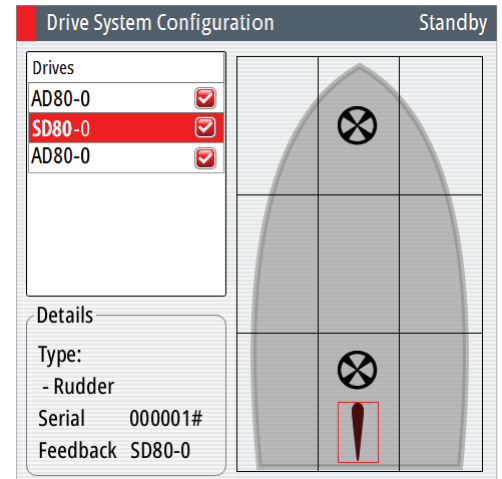 Drive System Configuration Standby
Drives
AD80-0
SD80-0
AD80-0
Details
Type:
- Rudder
Serial 000001#
Feedback SD80-0